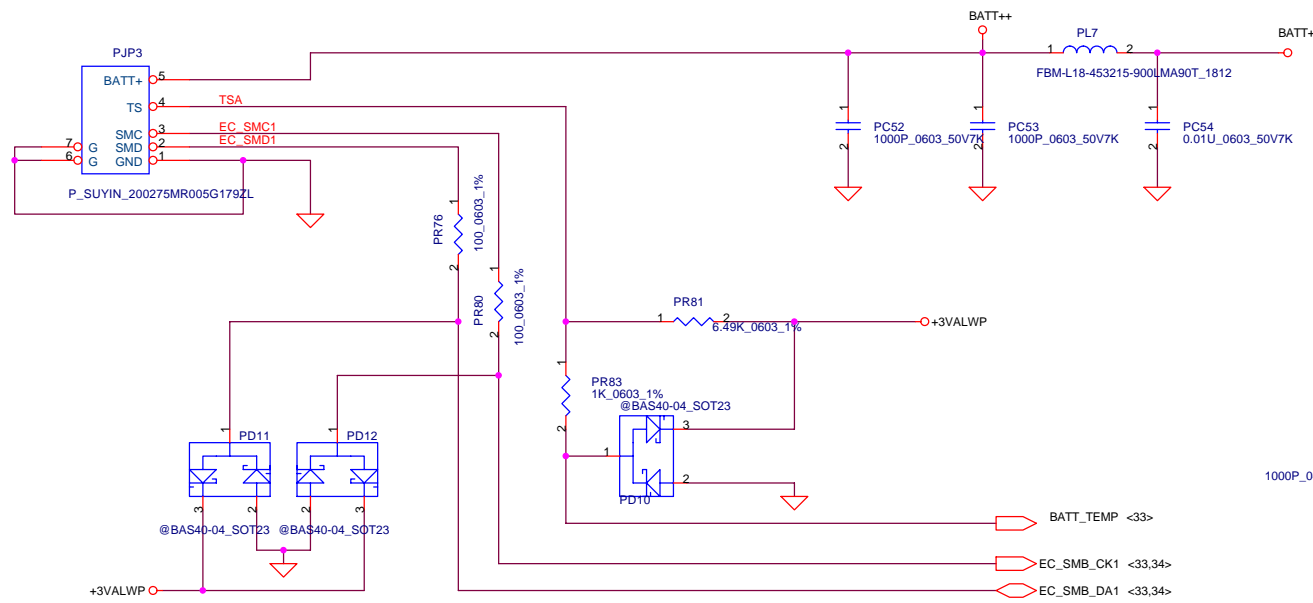 BATT++
PL7
BATT+
1
2
FBM-L18-453215-900LMA90T_1812
PJP3
BATT+
5
TS
4
TSA
SMC
3
EC_SMC1
7
G
SMD
2
EC_SMD1
6
G
GND
1
P_SUYIN_200275MR005G179ZL
1
PC52
1000P_0603_50V7K
2
1
PC53
1000P_0603_50V7K
2
1
PC54
0.01U_0603_50V7K
2
1
PR76
100_0603_1%
2
1
PR80
100_0603_1%
2
PR81
1
2
6.49K_0603_1%
+3VALWP
1
PR83
1K_0603_1%
2
@BAS40-04_SOT23
3
1
2
PD10
1
PD11
3
2
@BAS40-04_SOT23
1
PD12
2
3
@BAS40-04_SOT23
1000P_0
BATT_TEMP <33>
EC_SMB_CK1 <33,34>
+3VALWP
EC_SMB_DA1 <33,34>